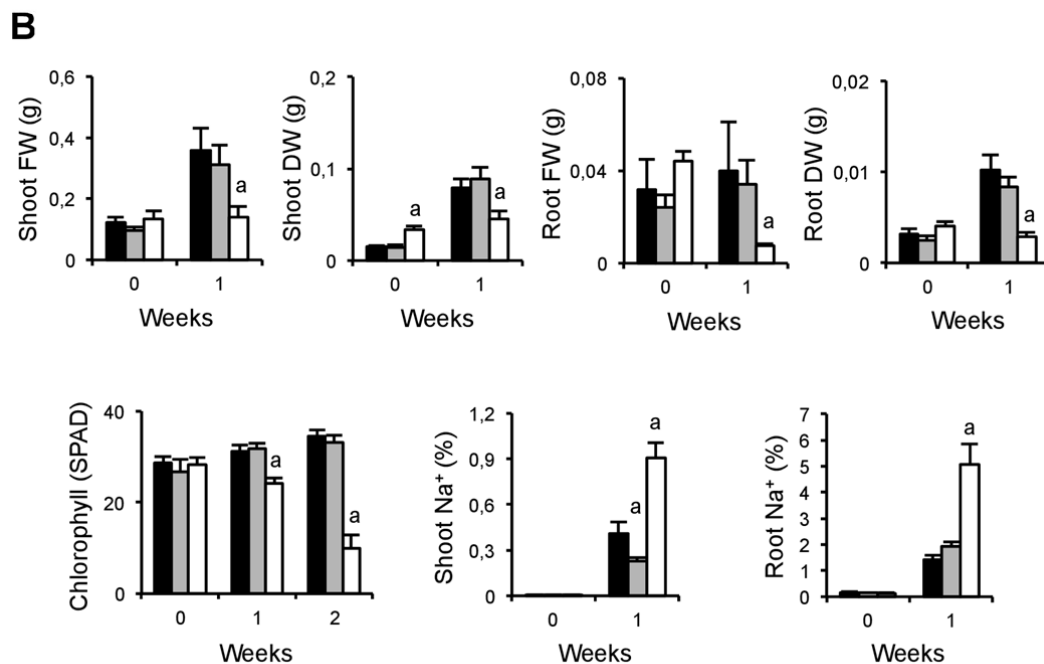 B
Shoot FW (g)
0,6
0,4
0,2
0
a
0 1
Weeks
Shoot DW (g)
0,2
0,1
0
a
a
0 1
Weeks
Root FW (g)
0,08
0.04
0
a
0 1
Weeks
Root DW (g)
0,02
0,01
0
a
0 1
Weeks
Chlorophyll (SPAD)
40
20
0
a
a
0 1 2
Weeks
Shoot Na⁺ (%)
1,2
0,9
0,6
0,3
0
a
a
0 1
Weeks
Root Na⁺ (%)
7
6
5
4
3
2
1
0
a
0 1
Weeks